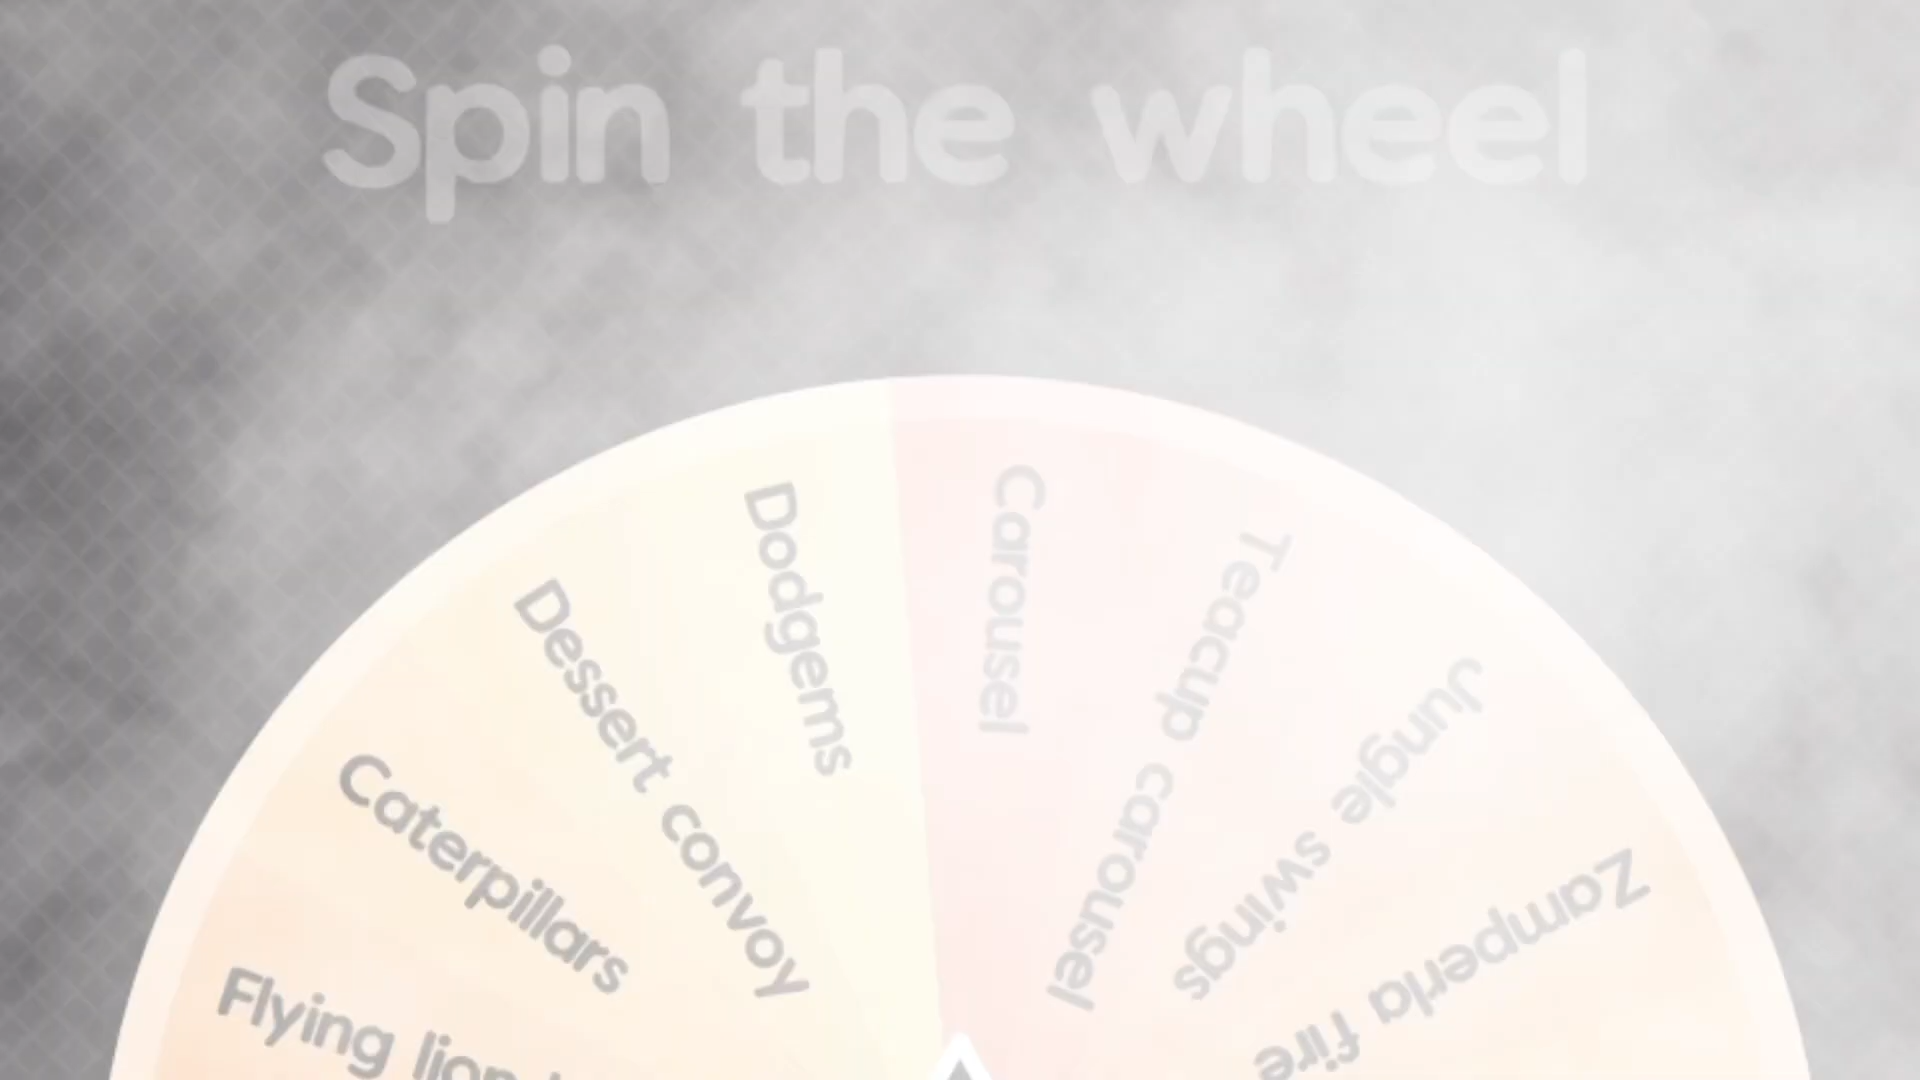 Spin the wheel
Flying
Caterpillars
Dessert convoy
Dodgems
Carousel
Teacup carousel
Jungle swings
Zamperla fire